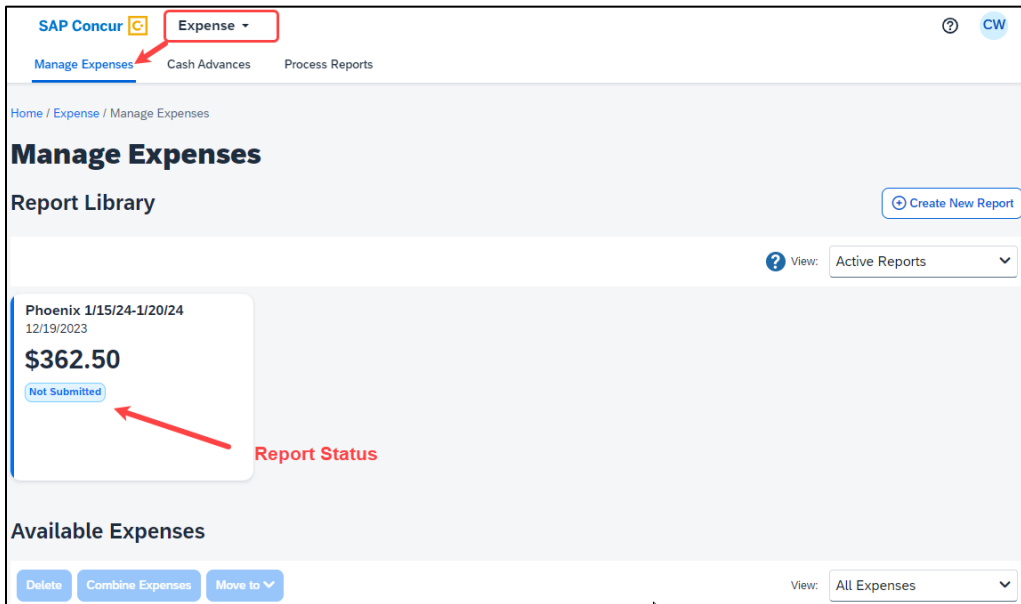 SAP Concur C Expense
CW
Manage Expenses Cash Advances Process Reports
Home / Expense / Manage Expenses
Manage Expenses
Report Library
Create New Report
? View: Active Reports
Phoenix 1/15/24-1/20/24
12/19/2023
$362.50
Not Submitted
Report Status
Available Expenses
Delete Combine Expenses Move to View: All Expenses